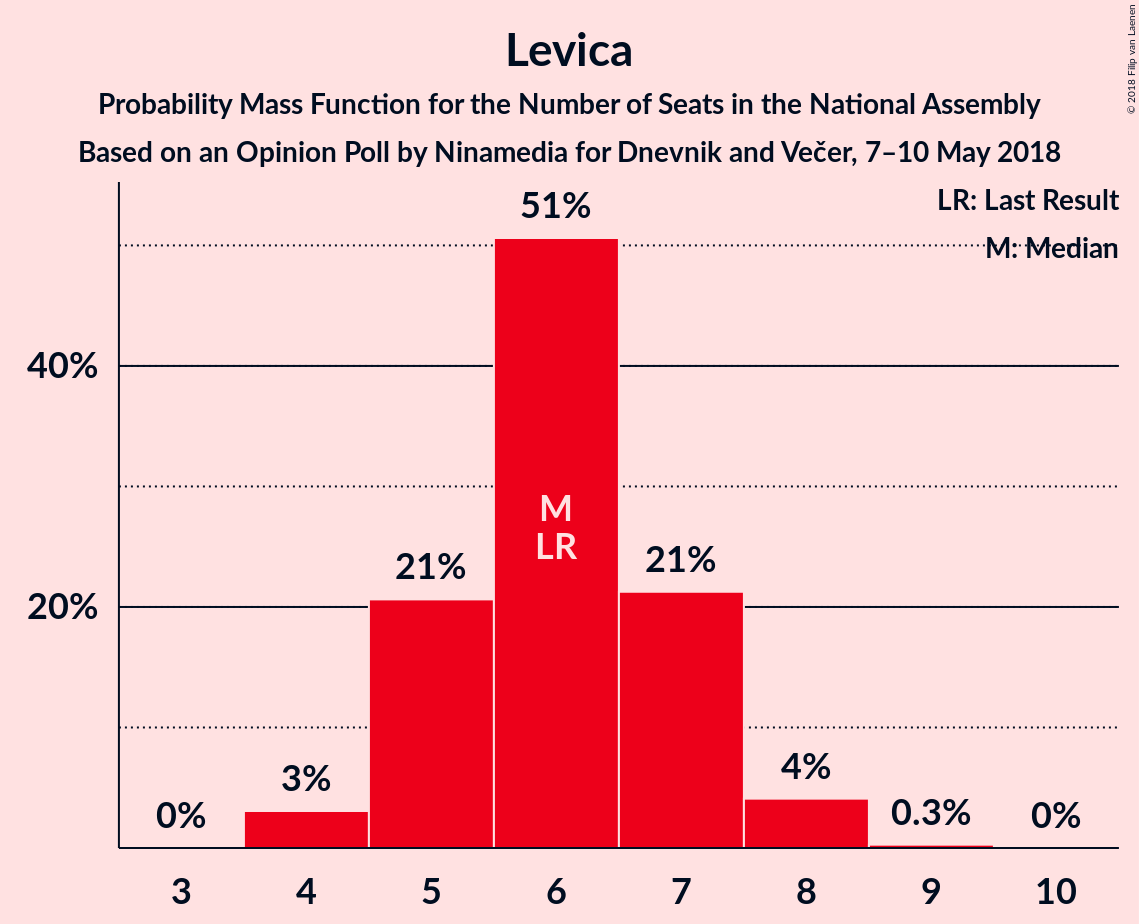 Levica
Probability Mass Function for the Number of Seats in the National Assembly
Based on an Opinion Poll by Ninamedia for Dnevnik and Večer, 7–10 May 2018
© 2018 Filip van Laenen
LR: Last Result
M: Median
51%
40%
M
LR
21%
21%
20%
3%
4%
0%
0.3%
0%
3 4 5 6 7 8 9 10